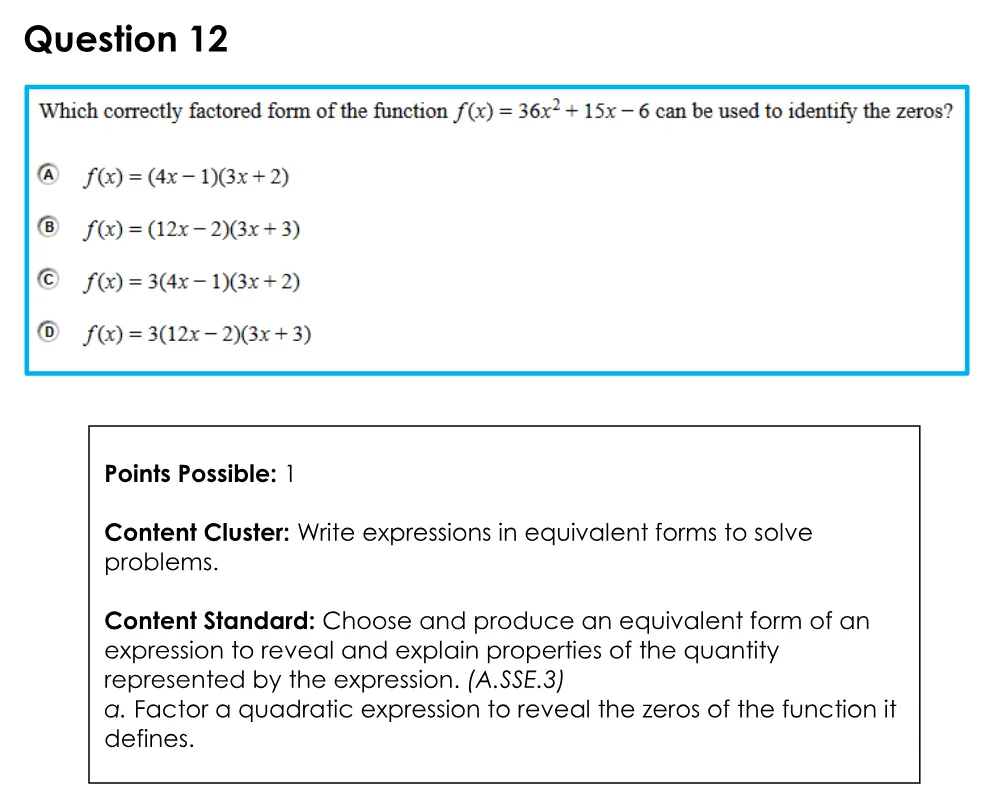 Question 12
Which correctly factored form of the function f(x) = 36x² + 15x − 6 can be used to identify the zeros?
Ⓐ f(x) = (4x − 1)(3x + 2)
Ⓑ f(x) = (12x − 2)(3x + 3)
Ⓒ f(x) = 3(4x − 1)(3x + 2)
Ⓓ f(x) = 3(12x − 2)(3x + 3)
Points Possible: 1
Content Cluster: Write expressions in equivalent forms to solve
problems.
Content Standard: Choose and produce an equivalent form of an
expression to reveal and explain properties of the quantity
represented by the expression. (A.SSE.3)
a. Factor a quadratic expression to reveal the zeros of the function it
defines.